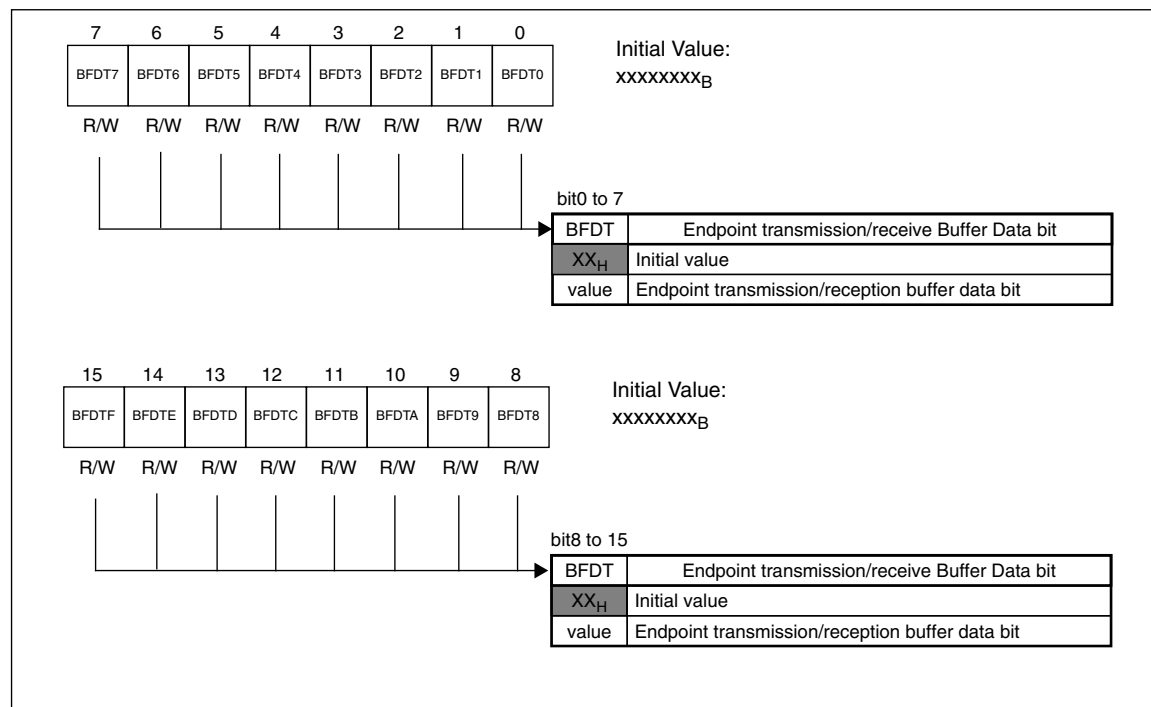 7 6 5 4 3 2 1 0
Initial Value:
BFDT7 BFDT6 BFDT5 BFDT4 BFDT3 BFDT2 BFDT1 BFDT0
xxxxxxxxB
R/W R/W R/W R/W R/W R/W R/W R/W
bit0 to 7
BFDT Endpoint transmission/receive Buffer Data bit
XXH Initial value
value Endpoint transmission/reception buffer data bit
15 14 13 12 11 10 9 8
Initial Value:
BFDTF BFDTE BFDTD BFDTC BFDTB BFDTA BFDT9 BFDT8
xxxxxxxxB
R/W R/W R/W R/W R/W R/W R/W R/W
bit8 to 15
BFDT Endpoint transmission/receive Buffer Data bit
XXH Initial value
value Endpoint transmission/reception buffer data bit